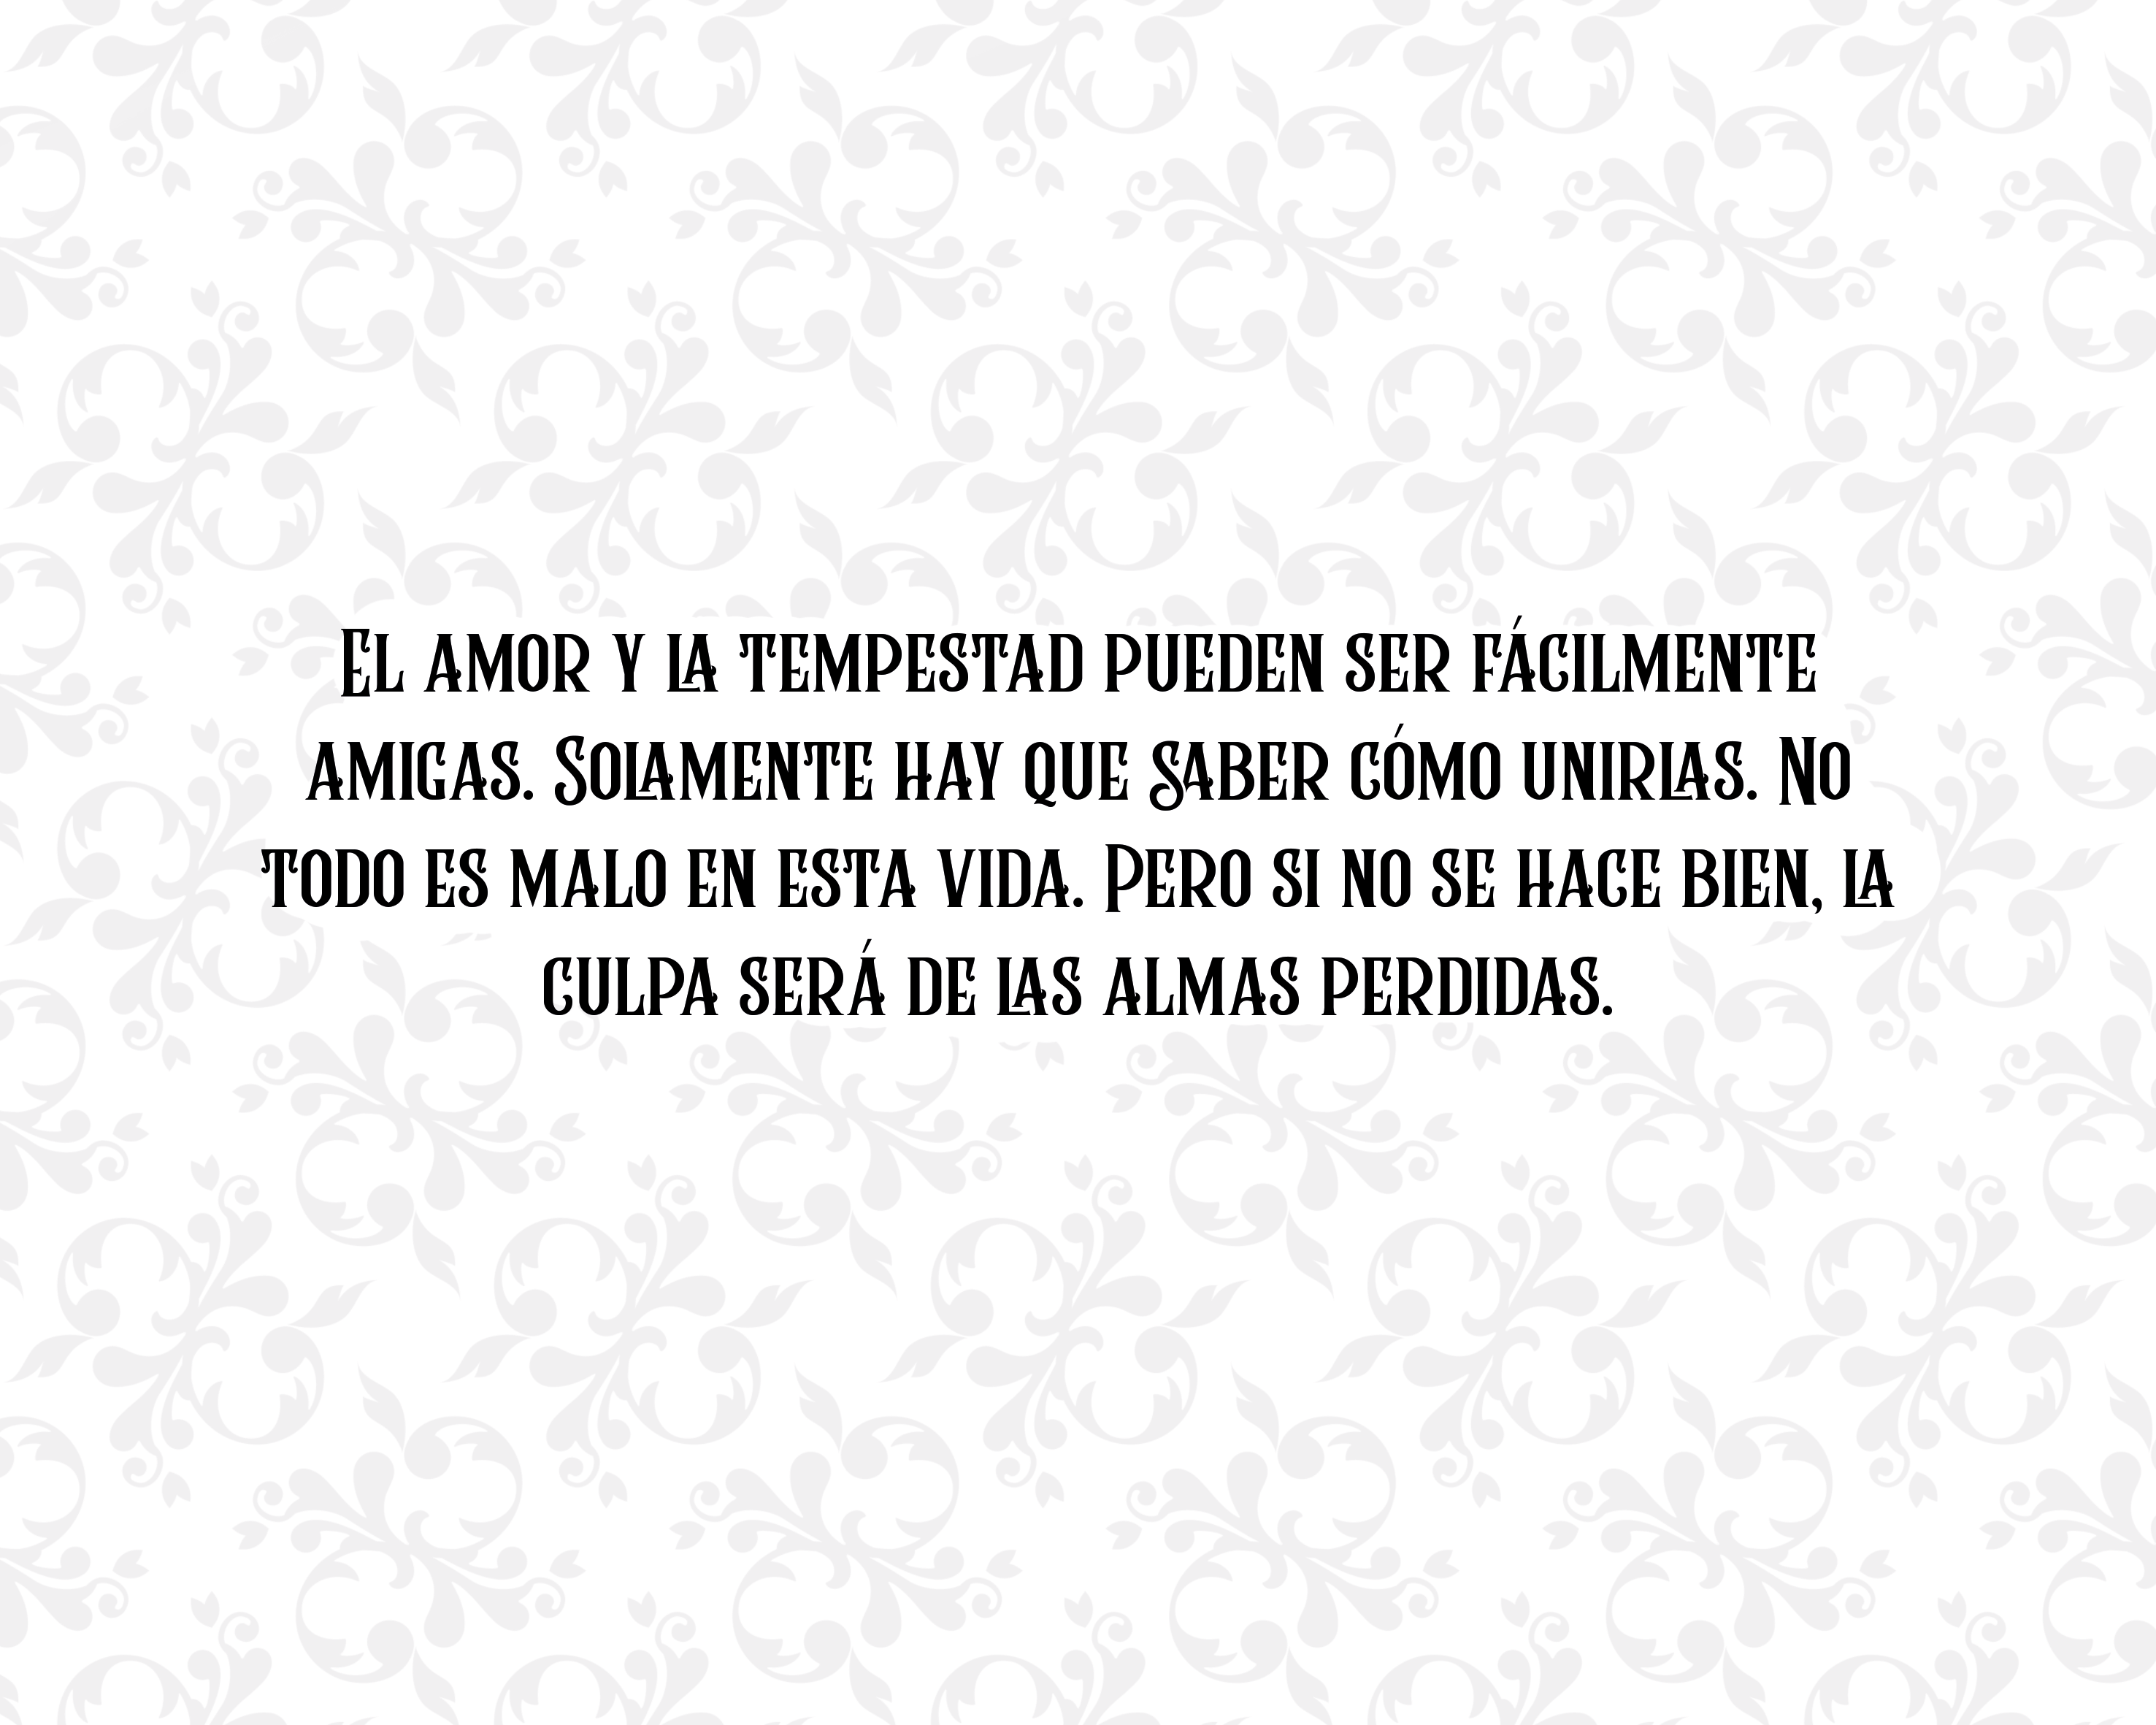 El amor y la tempestad pueden ser fácilmente
amigas. Solamente hay que saber cómo unirlas. No
todo es malo en esta vida. Pero si no se hace bien, la
culpa será de las almas perdidas.